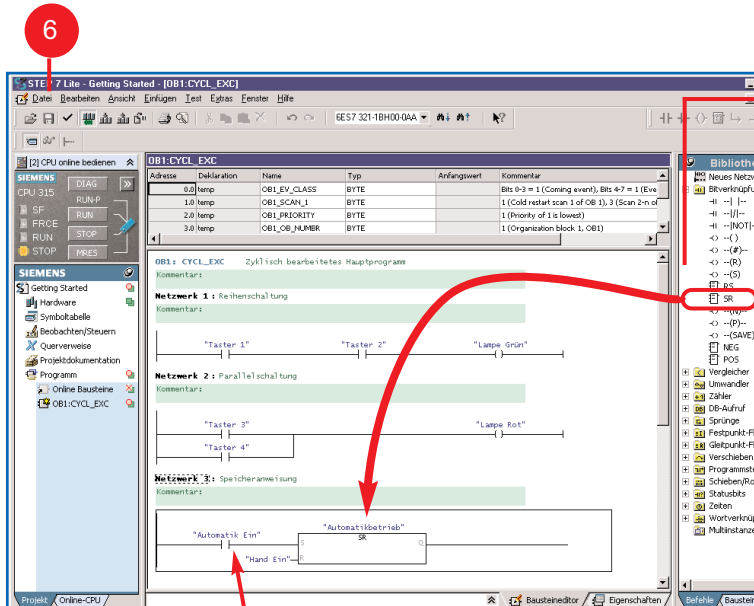 6
STEP 7 Lite - Getting Started - [OB1:CYCL_EXC]
Datei Bearbeiten Ansicht Einfügen Test Extras Fenster Hilfe
6ES7 321-1BH00-0AA
[2] CPU online bedienen
SIEMENS
CPU 315
DIAG
SF
FRCE
RUN
STOP
RUN-P
RUN
STOP
MRES
SIEMENS
Getting Started
Hardware
Symboltabelle
Beobachten/Steuern
Querverweise
Projektdokumentation
Programm
Online Bausteine
OB1:CYCL_EXC
Projekt Online-CPU
OB1:CYCL_EXC
Adresse Deklaration Name Typ Anfangswert Kommentar
0.0 temp OB1_EV_CLASS BYTE Bits 0-3 = 1 (Coming event), Bits 4-7 = 1 (Eve
1.0 temp OB1_SCAN_1 BYTE 1 (Cold restart scan 1 of OB 1), 3 (Scan 2-n o
2.0 temp OB1_PRIORITY BYTE 1 (Priority of 1 is lowest)
3.0 temp OB1_OB_NUMBR BYTE 1 (Organization block 1, OB1)
OB1: CYCL_EXC Zyklisch bearbeitetes Hauptprogramm
Kommentar:
Netzwerk 1 : Reihenschaltung
Kommentar:
"Taster 1" "Taster 2" "Lampe Grün"
Netzwerk 2 : Parallelschaltung
Kommentar:
"Taster 3" "Lampe Rot"
"Taster 4"
Netzwerk 3 : Speicheranweisung
Kommentar:
"Automatikbetrieb"
"Automatik Ein" SR
S Q
"Hand Ein" R
Bausteineditor Eigenschaften
Bibliothe
Neues Netzw
Bitverknüpfu
--| |--
--|/|--
--|NOT|-
--( )
--(#)--
--(R)
--(S)
RS
SR
--(N)--
--(P)--
--(SAVE)
NEG
POS
Vergleicher
Umwandler
Zähler
DB-Aufruf
Sprünge
Festpunkt-F
Gleitpunkt-F
Verschieben
Programmste
Schieben/Ro
Statusbits
Zeiten
Wortverknüp
Multiinstanze
Befehle Baustein